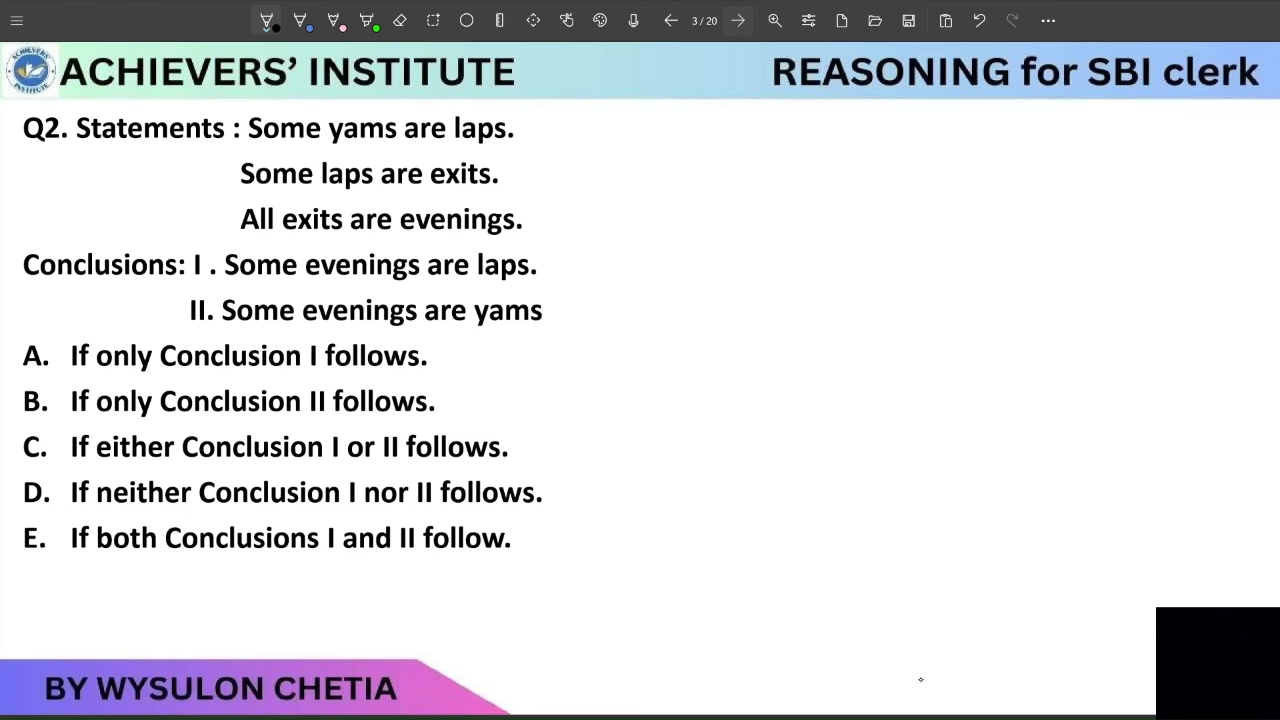 3 / 20
ACHIEVERS’ INSTITUTE REASONING for SBI clerk
Q2. Statements : Some yams are laps.
Some laps are exits.
All exits are evenings.
Conclusions: I . Some evenings are laps.
II. Some evenings are yams
A. If only Conclusion I follows.
B. If only Conclusion II follows.
C. If either Conclusion I or II follows.
D. If neither Conclusion I nor II follows.
E. If both Conclusions I and II follow.
BY WYSULON CHETIA